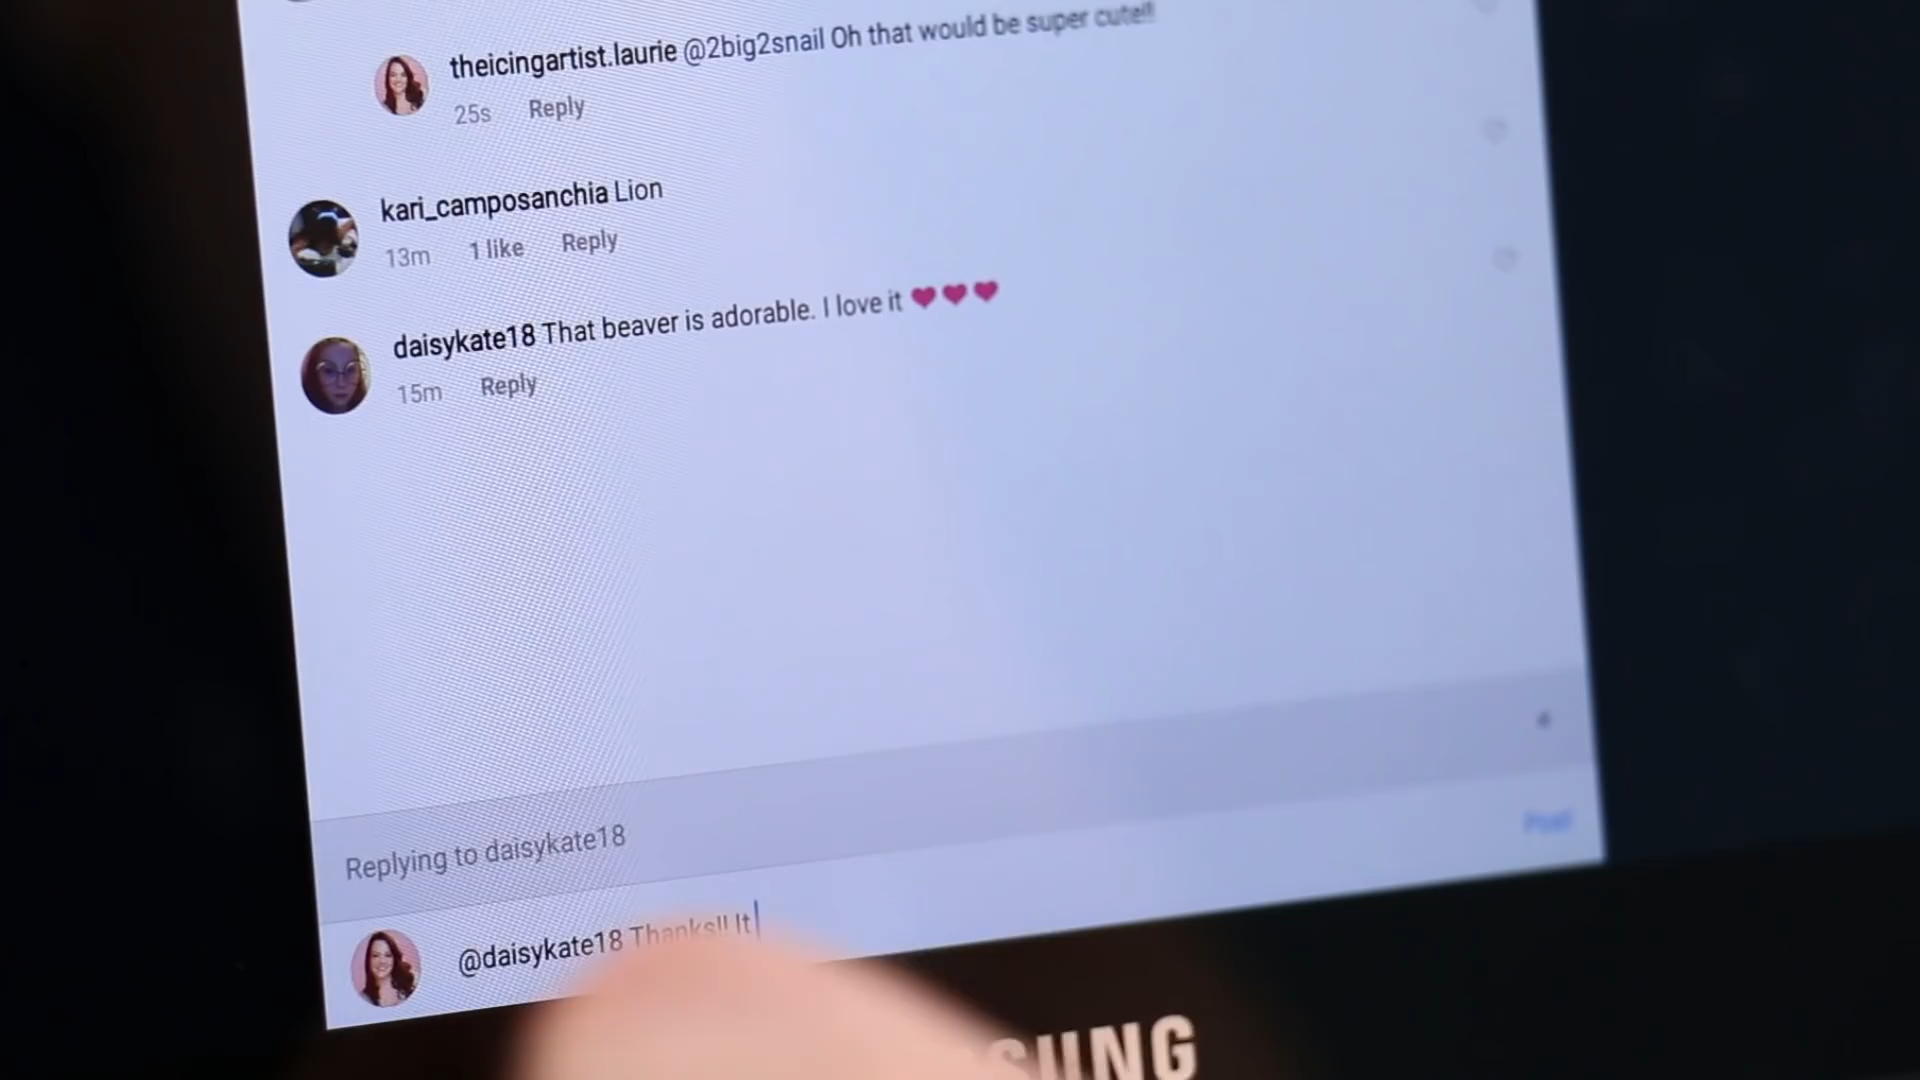 theicingartist.laurie @2big2snail Oh that would be super cute!!
25s Reply
kari_camposanchia Lion
13m 1 like Reply
daisykate18 That beaver is adorable. I love it ❤❤❤
15m Reply
Replying to daisykate18
Post
@daisykate18 Thanks!! It
SUNG